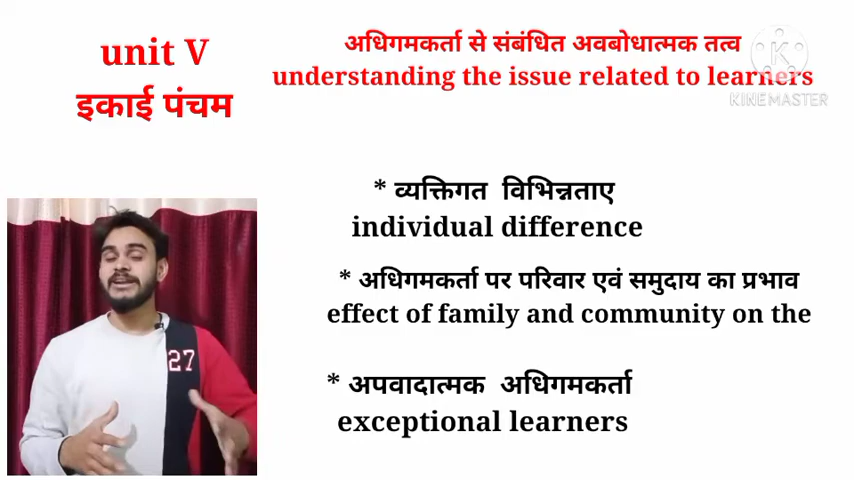 unit V
इकाई पंचम
अधिगमकर्ता से संबंधित अवबोधात्मक तत्व
understanding the issue related to learners
K
KINEMASTER
* व्यक्तिगत विभिन्नताए
individual difference
* अधिगमकर्ता पर परिवार एवं समुदाय का प्रभाव
effect of family and community on the
* अपवादात्मक अधिगमकर्ता
exceptional learners
27